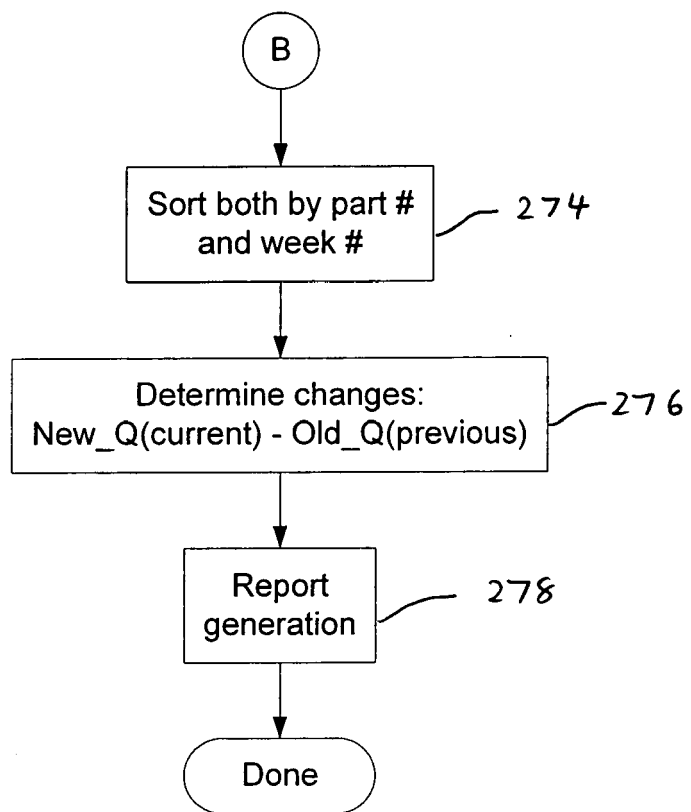 B
Sort both by part #
and week #
274
Determine changes:
New_Q(current) - Old_Q(previous)
276
Report
generation
278
Done